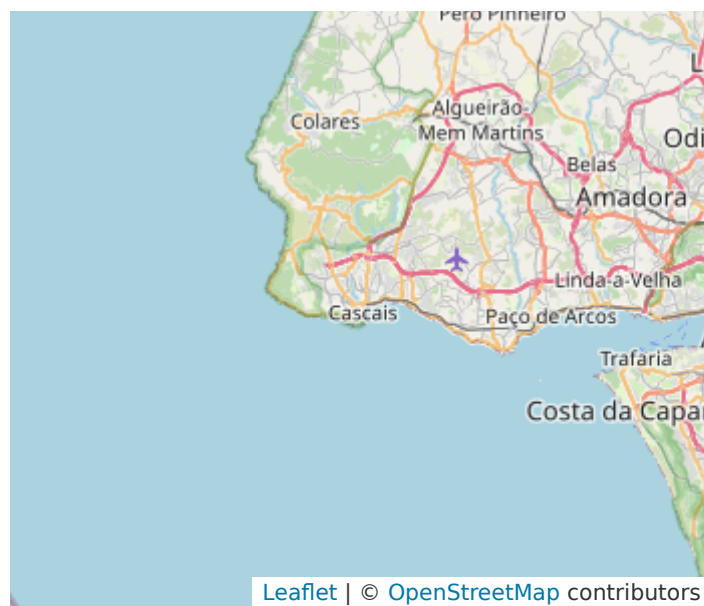 Pero Pinheiro
L
Algueirão-
Mem Martins
Colares
Odi
Belas
Amadora
Linda-a-Velha
Cascais
Paço de Arcos
Trafaria
Costa da Capar
Leaflet | © OpenStreetMap contributors